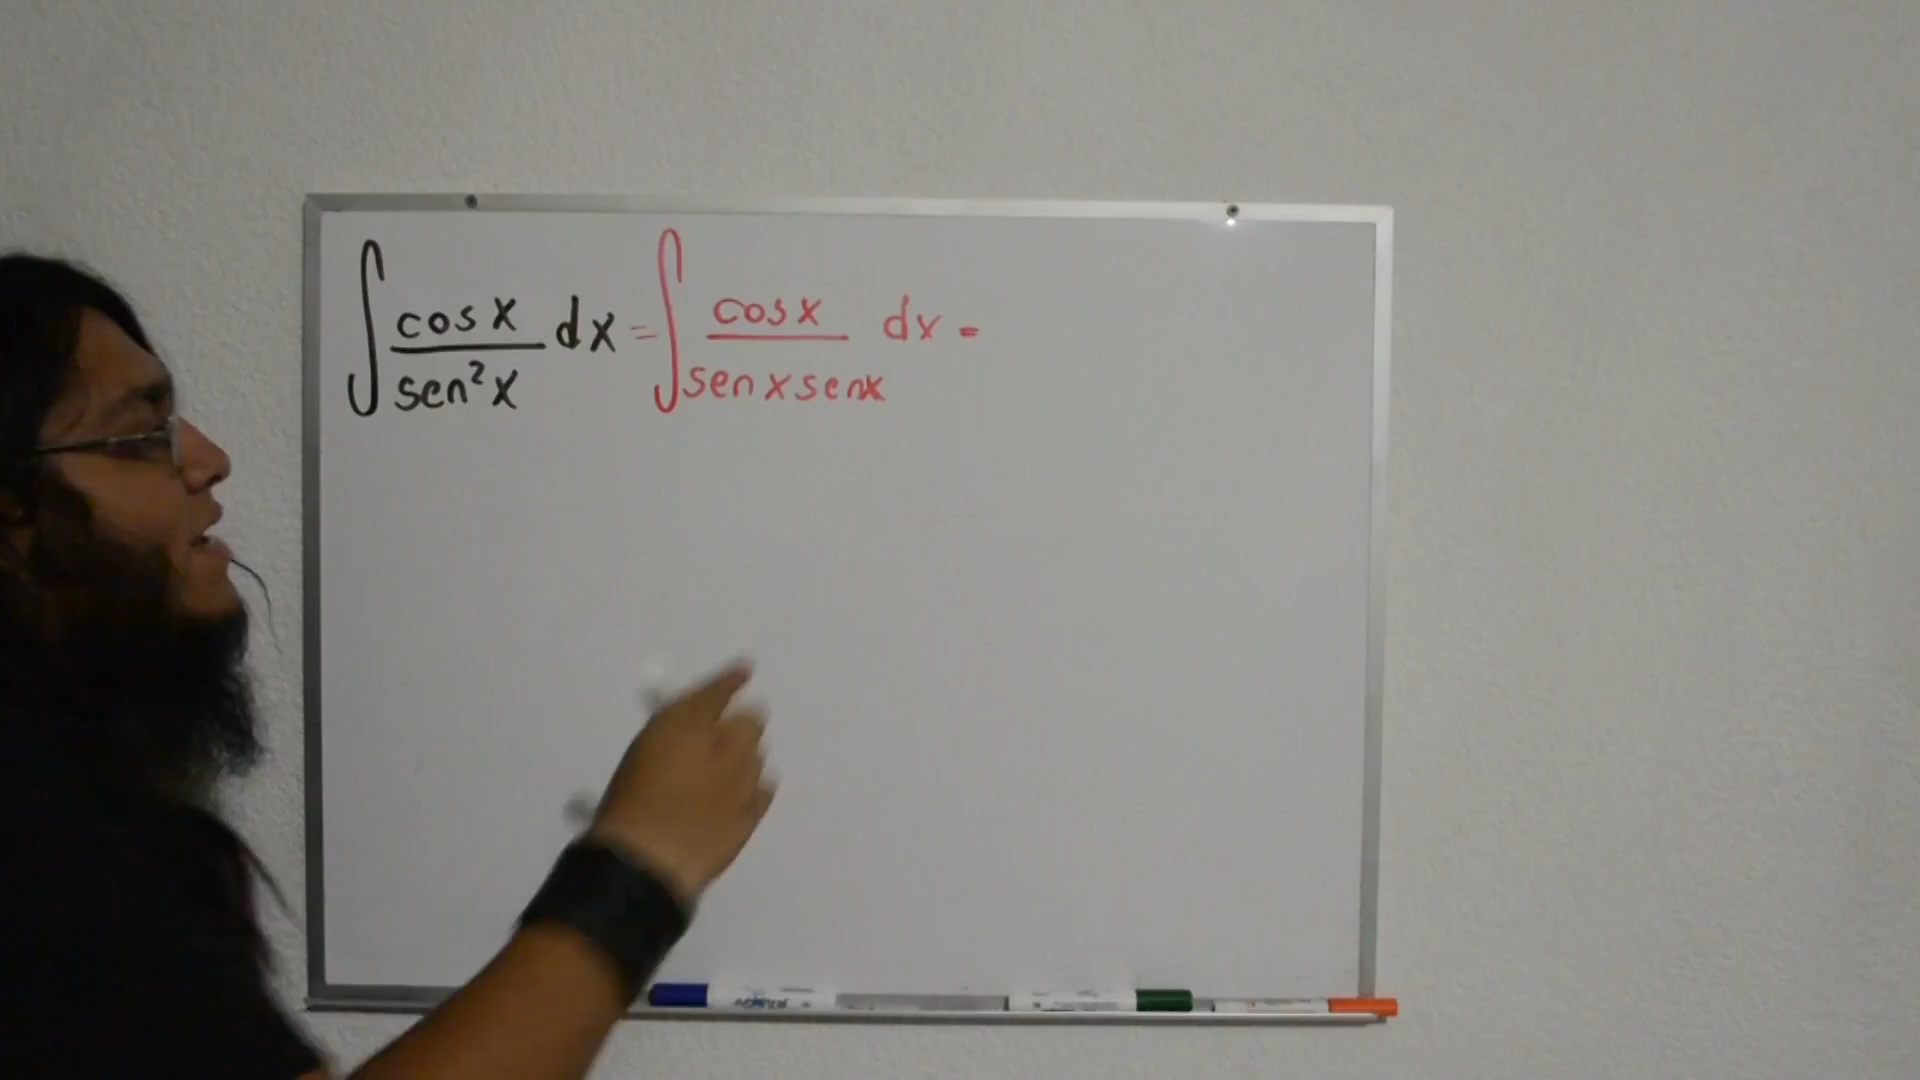 ∫ cos x / sen²x dx = ∫ cos x / sen x sen x dx =